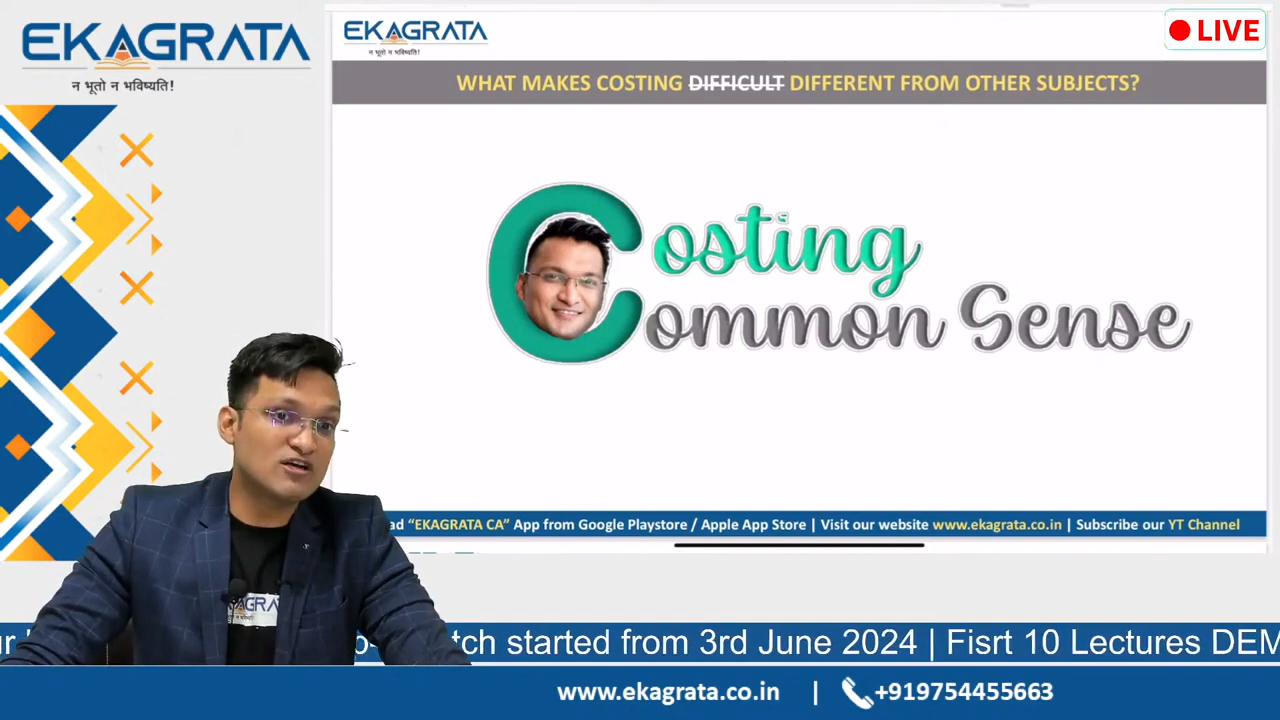 EKAGRATA
न भूतो न भविष्यति!
EKAGRATA
न भूतो न भविष्यति!
LIVE
WHAT MAKES COSTING DIFFICULT DIFFERENT FROM OTHER SUBJECTS?
Costing
Common Sense
“EKAGRATA CA” App from Google Playstore / Apple App Store | Visit our website www.ekagrata.co.in | Subscribe our YT Channel
started from 3rd June 2024 | Fisrt 10 Lectures
www.ekagrata.co.in | +919754455663